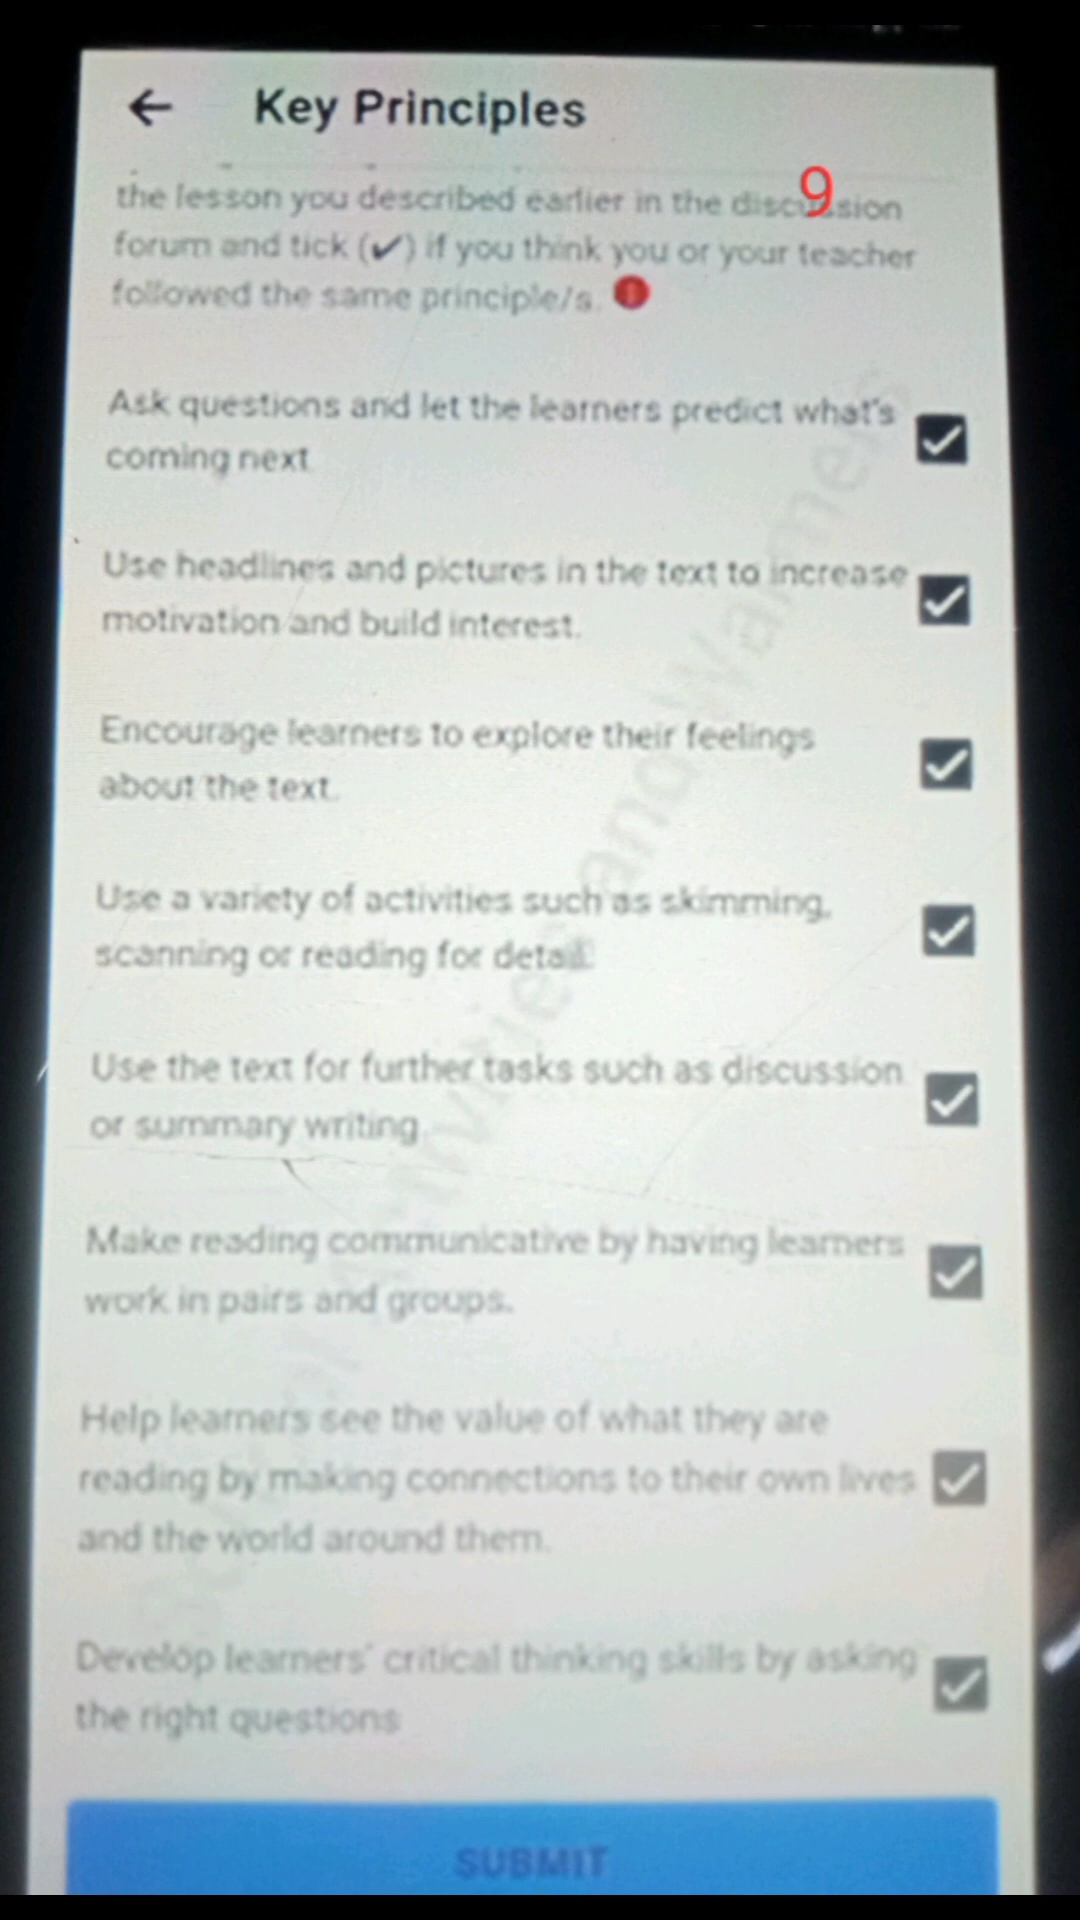 Key Principles
9
the lesson you described earlier in the discussion
forum and tick (✔) if you think you or your teacher
followed the same principle/s.
Ask questions and let the learners predict what's
coming next
Use headlines and pictures in the text to increase
motivation and build interest.
Encourage learners to explore their feelings
about the text.
Use a variety of activities such as skimming,
scanning or reading for detail.
Use the text for further tasks such as discussion
or summary writing
Make reading communicative by having learners
work in pairs and groups.
Help learners see the value of what they are
reading by making connections to their own lives
and the world around them.
Develop learners' critical thinking skills by asking
the right questions
SUBMIT